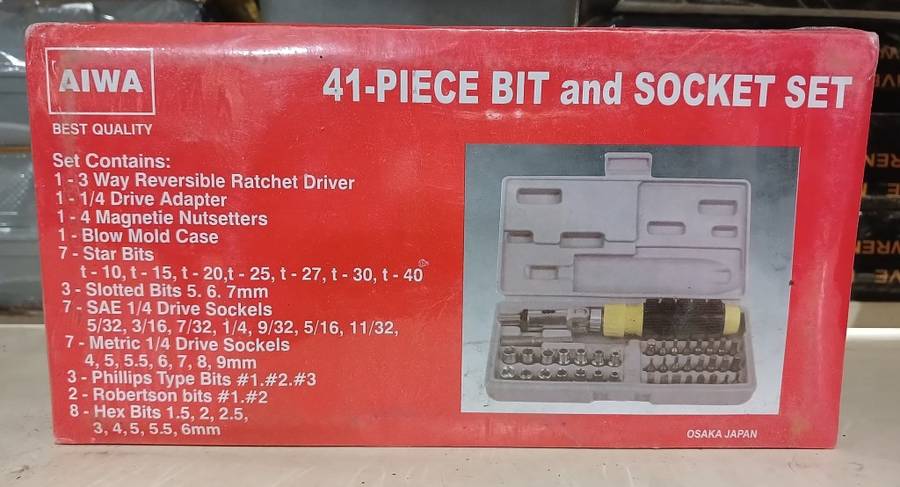 AIWA
BEST QUALITY
41-PIECE BIT and SOCKET SET
Set Contains:
1 - 3 Way Reversible Ratchet Driver
1 - 1/4 Drive Adapter
1 - 4 Magnetie Nutsetters
1 - Blow Mold Case
7 - Star Bits
t - 10, t - 15, t - 20,t - 25, t - 27, t - 30, t - 40
3 - Slotted Bits 5. 6. 7mm
7 - SAE 1/4 Drive Sockels
5/32, 3/16, 7/32, 1/4, 9/32, 5/16, 11/32,
7 - Metric 1/4 Drive Sockels
4, 5, 5.5, 6, 7, 8, 9mm
3 - Phillips Type Bits #1.#2.#3
2 - Robertson bits #1.#2
8 - Hex Bits 1.5, 2, 2.5,
3, 4, 5, 5.5, 6mm
OSAKA JAPAN